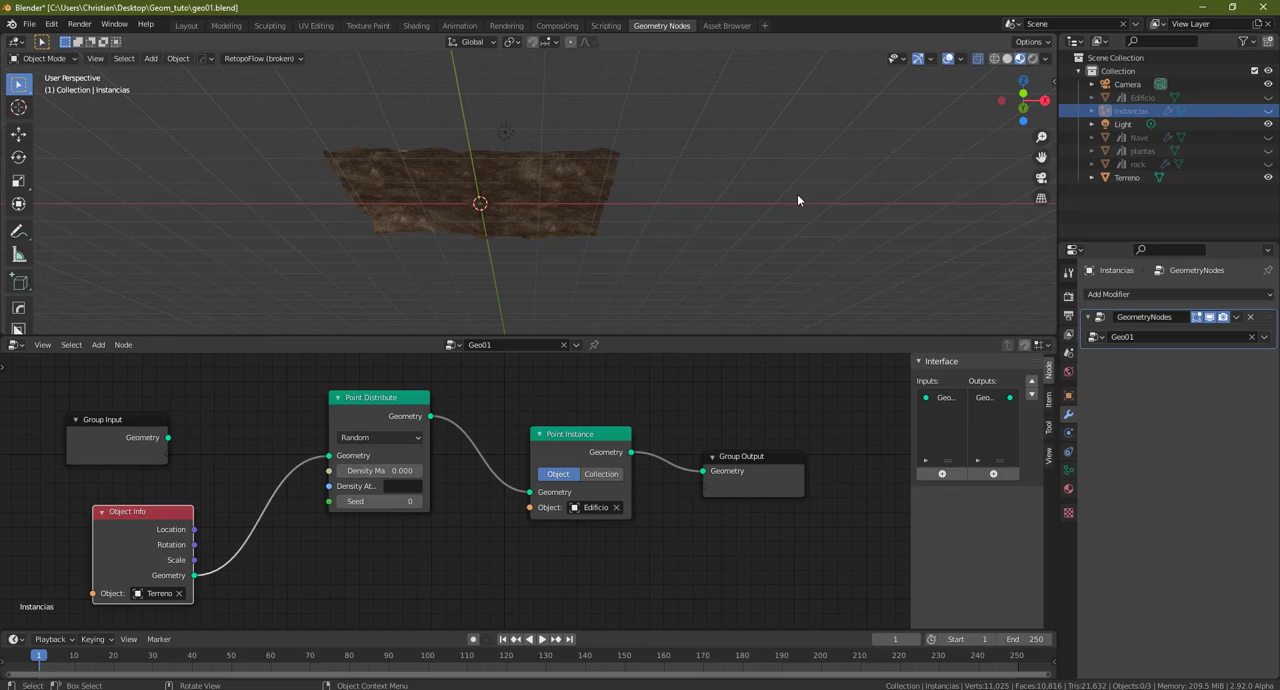 Blender* [C:\Users\Christian\Desktop\Geom_tuto\geo01.blend]
File Edit Render Window Help Layout Modeling Sculpting UV Editing Texture Paint Shading Animation Rendering Compositing Scripting Geometry Nodes Asset Browser + Scene View Layer
Global Options
Object Mode View Select Add Object RetopoFlow (broken)
User Perspective
(1) Collection | Instancias
X
Y
Z
Scene Collection
Collection
Camera
Edificio
Instancias
Light
Nave
plantas
rock
Terreno
Instancias GeometryNodes
Add Modifier
GeometryNodes
Geo01
View Select Add Node Geo01
Group Input
Geometry
Object Info
Location
Rotation
Scale
Geometry
Object: Terreno
Point Distribute
Geometry
Random
Geometry
Density Ma 0.000
Density At...
Seed 0
Point Instance
Geometry
Object Collection
Geometry
Object: Edificio
Group Output
Geometry
Interface
Inputs: Outputs:
Geo... Geo...
Node
Item
Tool
View
Instancias
Playback Keying View Marker 1 Start 1 End 250
1 10 20 30 40 50 60 70 80 90 100 110 120 130 140 150 160 170 180 190 200 210 220 230 240 250
Select Box Select Rotate View Object Context Menu Collection | Instancias | Verts:11,025 | Faces:10,816 | Tris:21,632 | Objects:0/3 | Memory: 209.5 MiB | 2.92.0 Alpha